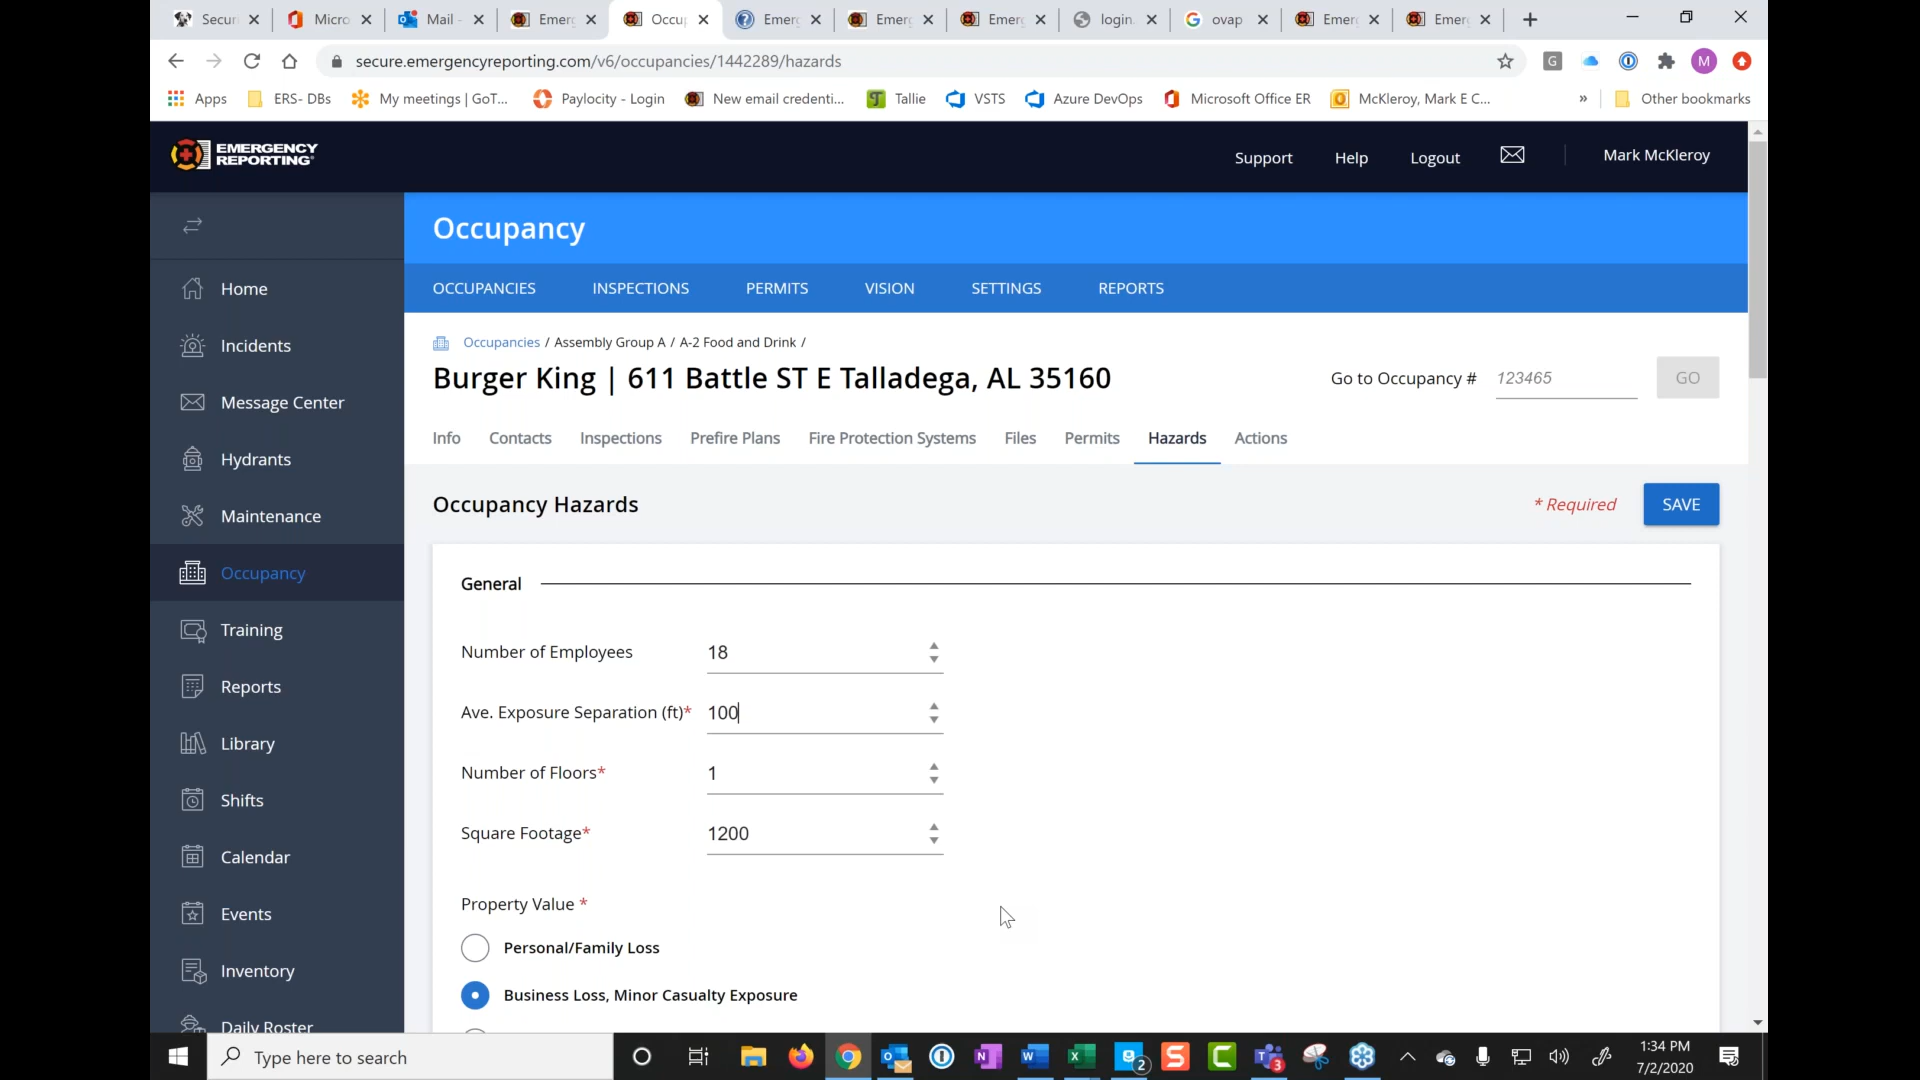 Secur
Micro
Mail -
Emerg
Occup
Emerg
Emerg
Emerg
login.
ovap
Emer
Emer
secure.emergencyreporting.com/v6/occupancies/1442289/hazards
G
M
Apps
ERS- DBs
My meetings | GoT...
Paylocity - Login
New email credenti...
Tallie
VSTS
Azure DevOps
Microsoft Office ER
McKleroy, Mark E C...
»
Other bookmarks
EMERGENCY
REPORTING
Support
Help
Logout
Mark McKleroy
Occupancy
OCCUPANCIES
INSPECTIONS
PERMITS
VISION
SETTINGS
REPORTS
Home
Incidents
Message Center
Hydrants
Maintenance
Occupancy
Training
Reports
Library
Shifts
Calendar
Events
Inventory
Daily Roster
Occupancies / Assembly Group A / A-2 Food and Drink /
Burger King | 611 Battle ST E Talladega, AL 35160
Go to Occupancy # 123465 GO
Info
Contacts
Inspections
Prefire Plans
Fire Protection Systems
Files
Permits
Hazards
Actions
Occupancy Hazards
* Required
SAVE
General
Number of Employees 18
Ave. Exposure Separation (ft)* 100
Number of Floors* 1
Square Footage* 1200
Property Value *
Personal/Family Loss
Business Loss, Minor Casualty Exposure
Type here to search
2
3
1:34 PM
7/2/2020